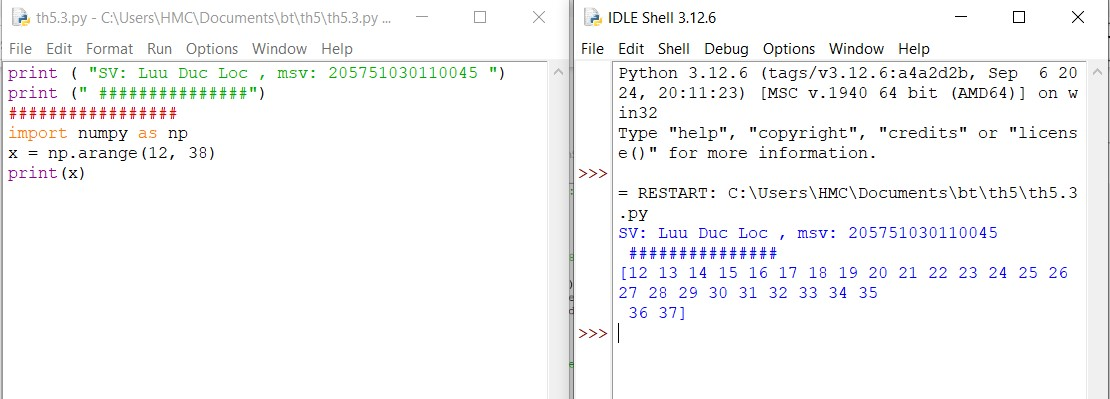 th5.3.py - C:\Users\HMC\Documents\bt\th5\th5.3.py ...
File Edit Format Run Options Window Help
print ( "SV: Luu Duc Loc , msv: 205751030110045 ")
print (" ###############")
#################
import numpy as np
x = np.arange(12, 38)
print(x)
IDLE Shell 3.12.6
File Edit Shell Debug Options Window Help
Python 3.12.6 (tags/v3.12.6:a4a2d2b, Sep  6 20
24, 20:11:23) [MSC v.1940 64 bit (AMD64)] on w
in32
Type "help", "copyright", "credits" or "licens
e()" for more information.
>>>
= RESTART: C:\Users\HMC\Documents\bt\th5\th5.3
.py
SV: Luu Duc Loc , msv: 205751030110045
 ###############
[12 13 14 15 16 17 18 19 20 21 22 23 24 25 26
27 28 29 30 31 32 33 34 35
 36 37]
>>>